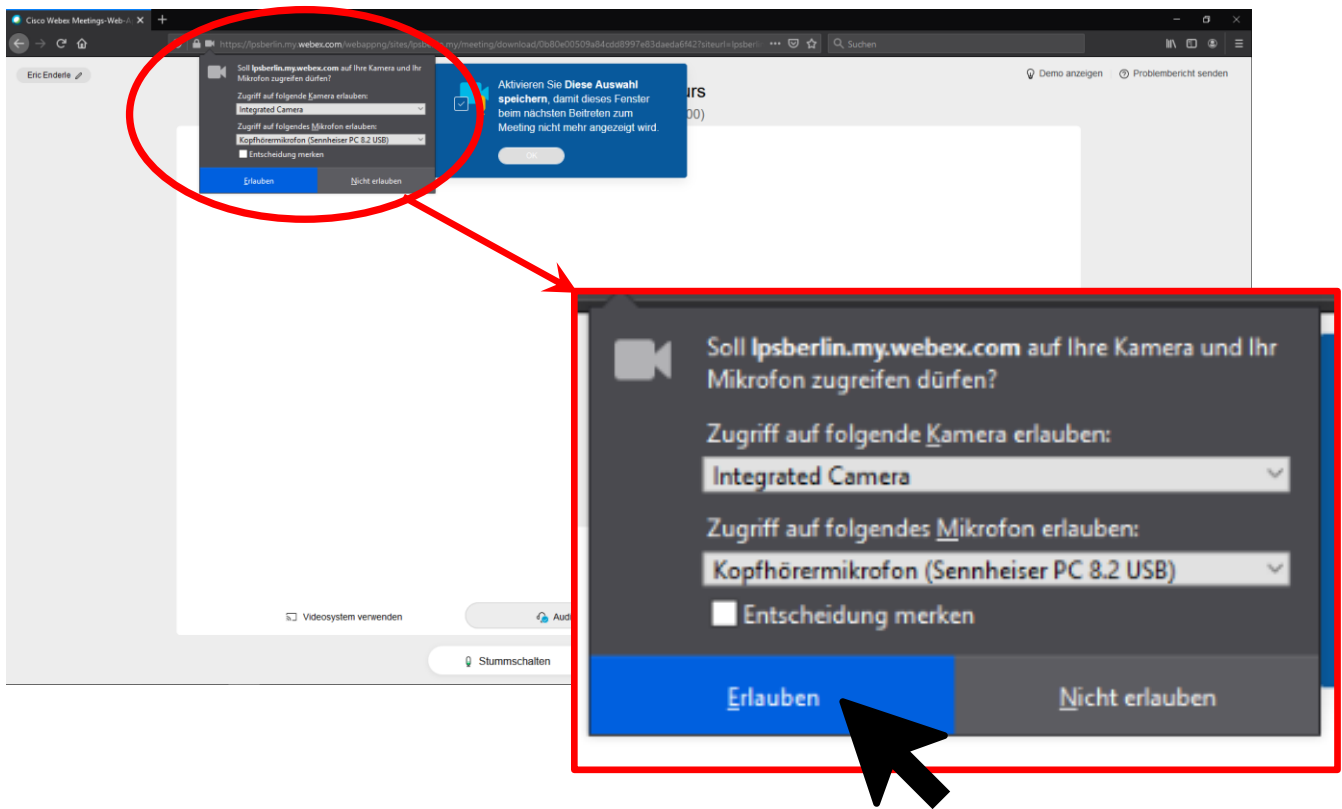 Cisco Webex Meetings-Web-A
https://lpsberlin.my.webex.com/webappng/sites/lpsberlin.my/meeting/download/0b80e00509a84cdd8997e83daeda6f42?siteurl=lpsberl
Suchen
Eric Enderle
Demo anzeigen
Problembericht senden
Soll lpsberlin.my.webex.com auf Ihre Kamera und Ihr
Mikrofon zugreifen dürfen?
Zugriff auf folgende Kamera erlauben:
Integrated Camera
Zugriff auf folgendes Mikrofon erlauben:
Kopfhörermikrofon (Sennheiser PC 8.2 USB)
Entscheidung merken
Erlauben
Nicht erlauben
Aktivieren Sie Diese Auswahl
speichern, damit dieses Fenster
beim nächsten Beitreten zum
Meeting nicht mehr angezeigt wird.
OK
urs
00)
Soll lpsberlin.my.webex.com auf Ihre Kamera und Ihr
Mikrofon zugreifen dürfen?
Zugriff auf folgende Kamera erlauben:
Integrated Camera
Zugriff auf folgendes Mikrofon erlauben:
Kopfhörermikrofon (Sennheiser PC 8.2 USB)
Entscheidung merken
Erlauben
Nicht erlauben
Videosystem verwenden
Audi
Stummschalten